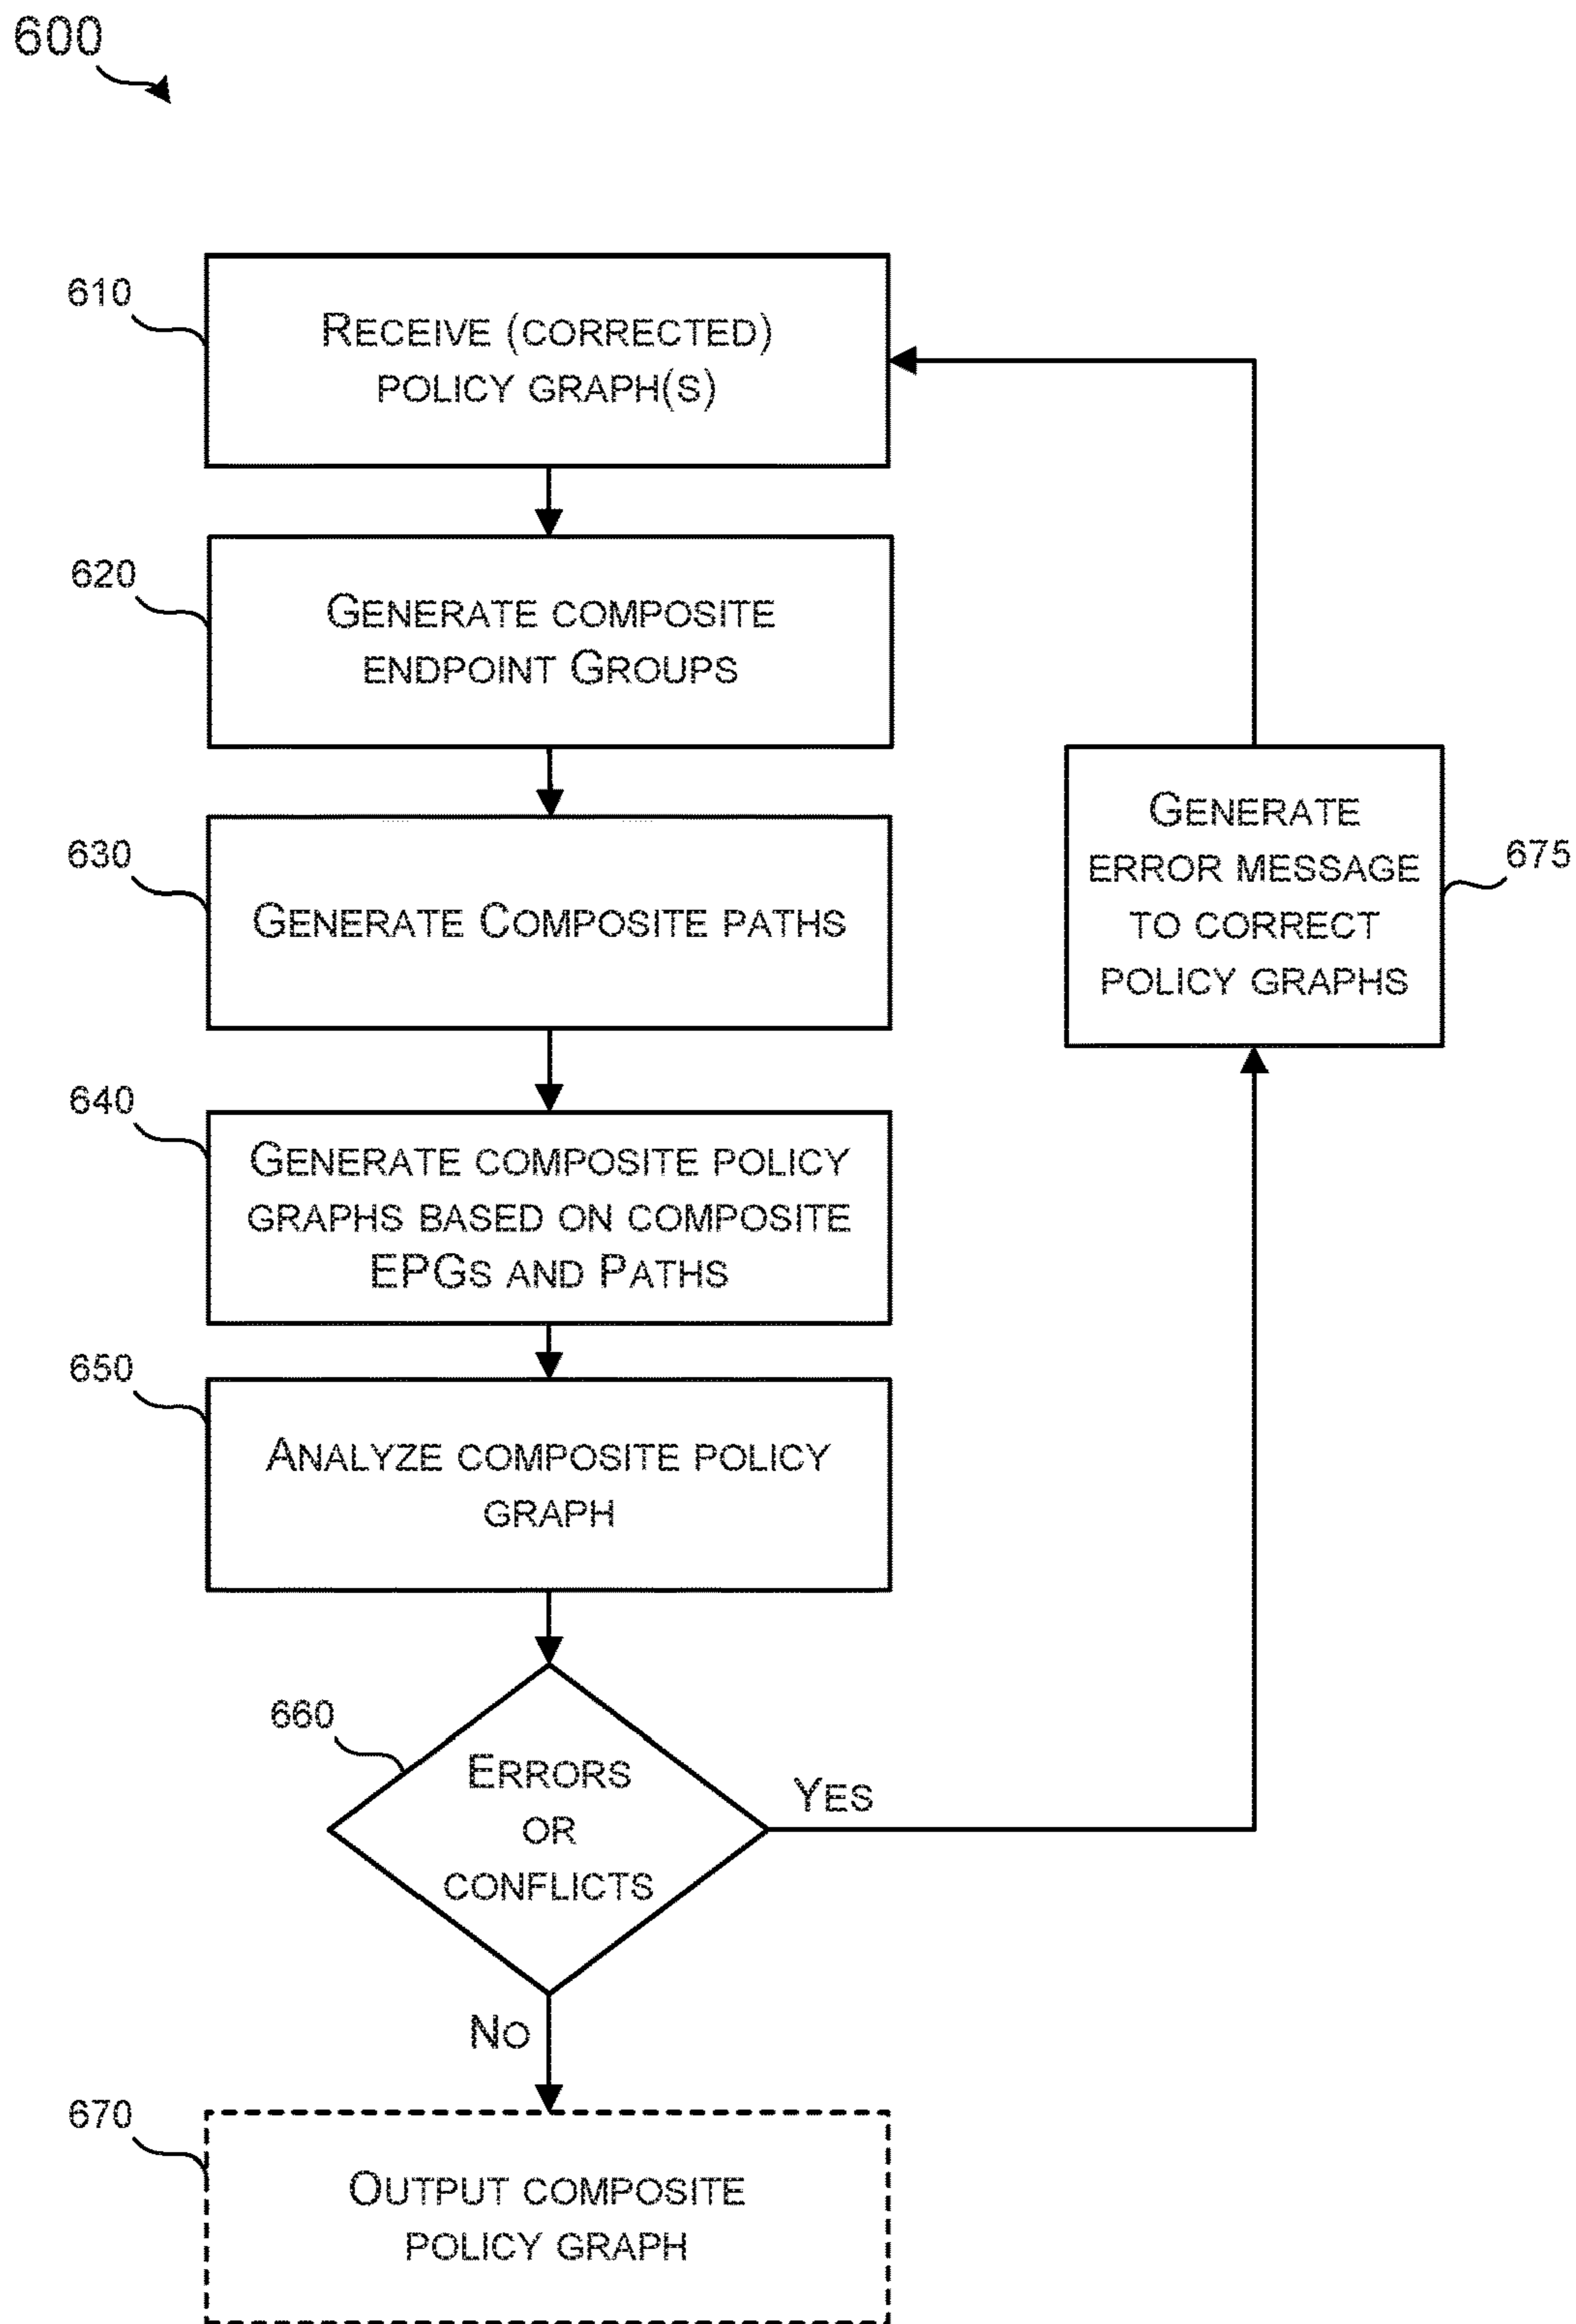 600
610
RECEIVE (CORRECTED)
POLICY GRAPH(S)
620
GENERATE COMPOSITE
ENDPOINT GROUPS
630
GENERATE COMPOSITE PATHS
640
GENERATE COMPOSITE POLICY
GRAPHS BASED ON COMPOSITE
EPGS AND PATHS
650
ANALYZE COMPOSITE POLICY
GRAPH
660
ERRORS
OR
CONFLICTS
YES
NO
670
OUTPUT COMPOSITE
POLICY GRAPH
GENERATE
ERROR MESSAGE
TO CORRECT
POLICY GRAPHS
675